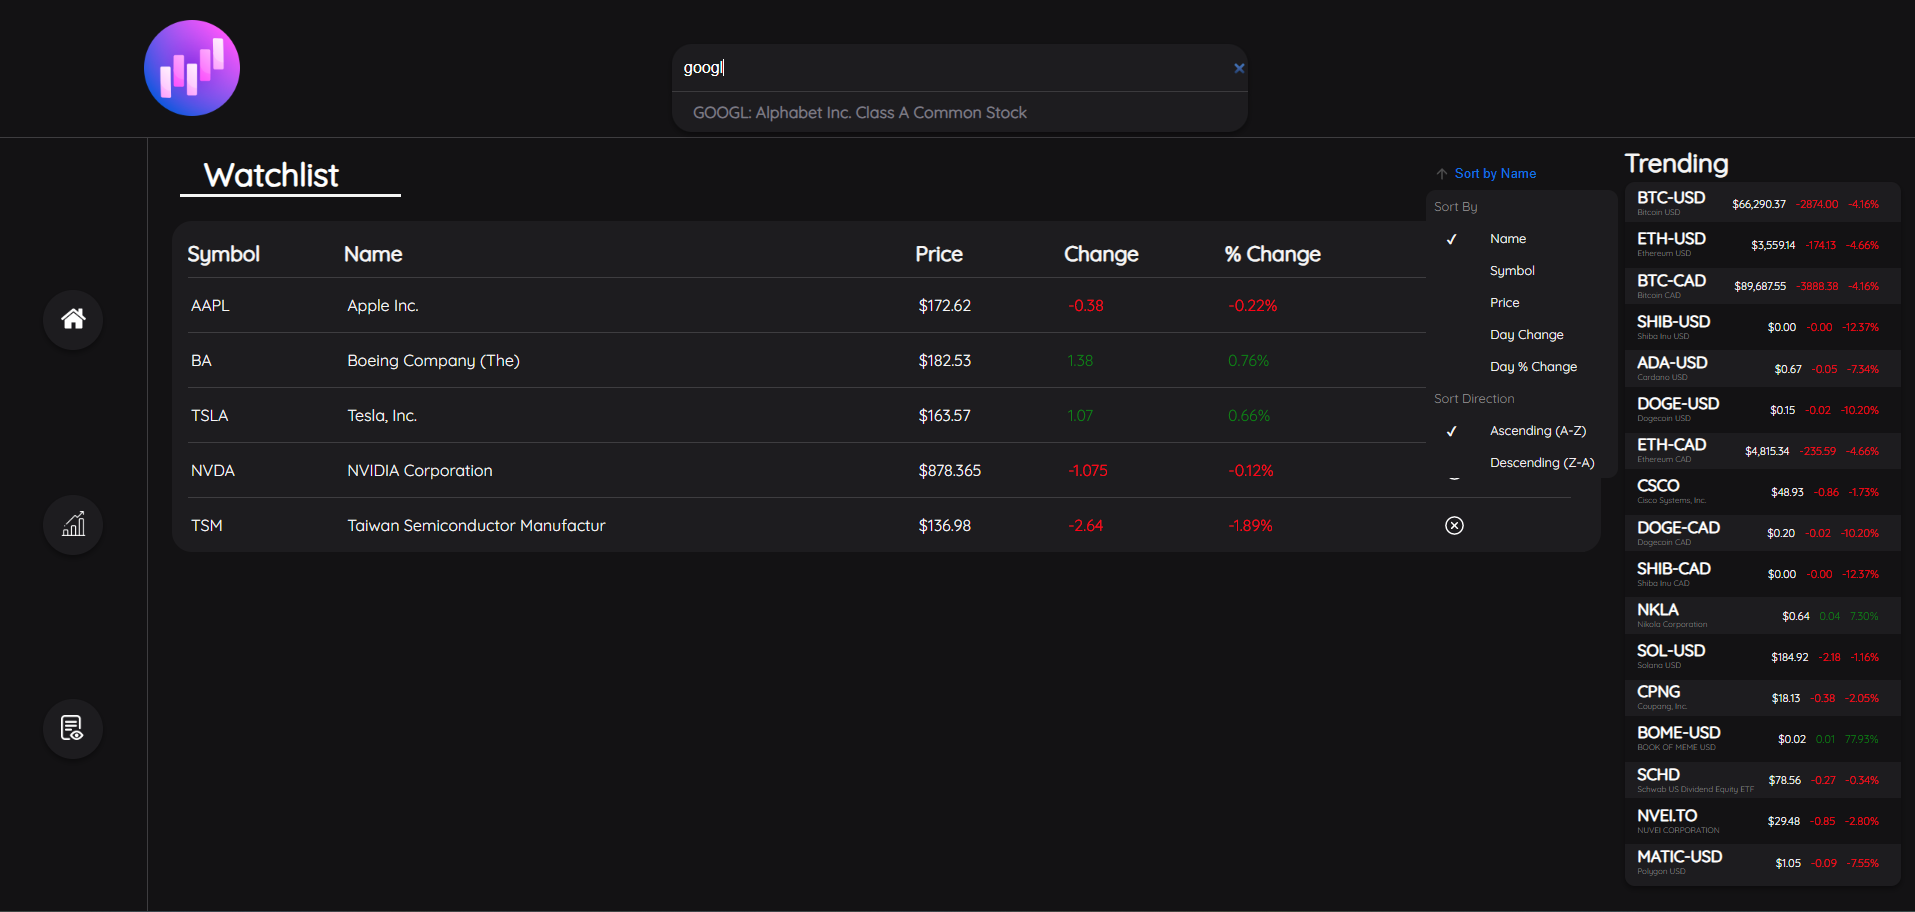 googl
GOOGL: Alphabet Inc. Class A Common Stock
Watchlist
Symbol Name Price Change % Change
AAPL Apple Inc. $172.62 -0.38 -0.22%
BA Boeing Company (The) $182.53 1.38 0.76%
TSLA Tesla, Inc. $163.57 1.07 0.66%
NVDA NVIDIA Corporation $878.365 -1.075 -0.12%
TSM Taiwan Semiconductor Manufactur $136.98 -2.64 -1.89%
Sort by Name
Sort By
Name
Symbol
Price
Day Change
Day % Change
Sort Direction
Ascending (A-Z)
Descending (Z-A)
Trending
BTC-USD $66,290.37 -2874.00 -4.16%
Bitcoin USD
ETH-USD $3,559.14 -174.13 -4.66%
Ethereum USD
BTC-CAD $89,687.55 -3888.38 -4.16%
Bitcoin CAD
SHIB-USD $0.00 -0.00 -12.37%
Shiba Inu USD
ADA-USD $0.67 -0.05 -7.34%
Cardano USD
DOGE-USD $0.15 -0.02 -10.20%
Dogecoin USD
ETH-CAD $4,815.34 -235.59 -4.66%
Ethereum CAD
CSCO $48.93 -0.86 -1.73%
Cisco Systems, Inc.
DOGE-CAD $0.20 -0.02 -10.20%
Dogecoin CAD
SHIB-CAD $0.00 -0.00 -12.37%
Shiba Inu CAD
NKLA $0.64 0.04 7.30%
Nikola Corporation
SOL-USD $184.92 -2.18 -1.16%
Solana USD
CPNG $18.13 -0.38 -2.05%
Coupang, Inc.
BOME-USD $0.02 0.01 77.93%
BOOK OF MEME USD
SCHD $78.56 -0.27 -0.34%
Schwab US Dividend Equity ETF
NVEI.TO $29.48 -0.85 -2.80%
NUVEI CORPORATION
MATIC-USD $1.05 -0.09 -7.55%
Polygon USD